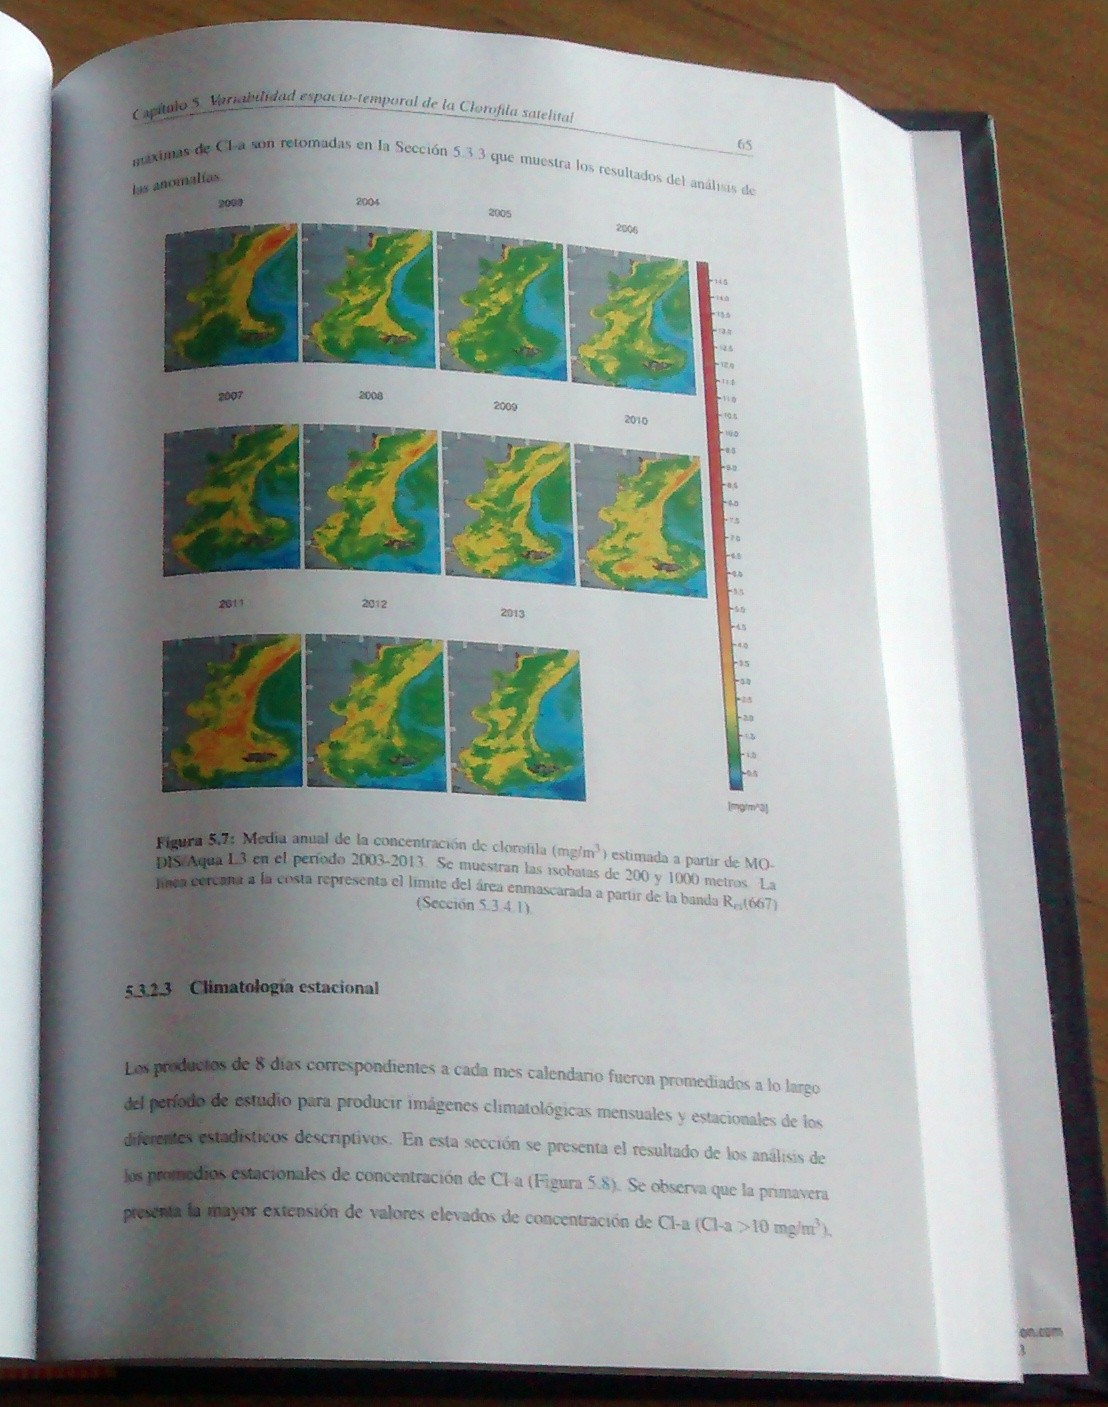 Capítulo 5. Variabilidad espacio-temporal de la Clorofila satelital
65
máximas de Cl-a son retomadas en la Sección 5.3.3 que muestra los resultados del análisis de
las anomalías.
2003 2004 2005 2006
14.5
14.0
13.5
13.0
12.5
12.0
11.5
11.0
10.5
10.0
9.5
9.0
8.5
8.0
7.5
7.0
6.5
6.0
5.5
5.0
4.5
4.0
3.5
3.0
2.5
2.0
1.5
1.0
0.5
[mg/m^3]
2007 2008 2009 2010
2011 2012 2013
Figura 5.7: Media anual de la concentración de clorofila (mg/m³) estimada a partir de MO-
DIS/Aqua L3 en el período 2003-2013. Se muestran las isobatas de 200 y 1000 metros. La
línea cercana a la costa representa el límite del área enmascarada a partir de la banda Rrs(667)
(Sección 5.3.4.1).
5.3.2.3 Climatología estacional
Los productos de 8 días correspondientes a cada mes calendario fueron promediados a lo largo
del período de estudio para producir imágenes climatológicas mensuales y estacionales de los
diferentes estadísticos descriptivos. En esta sección se presenta el resultado de los análisis de
los promedios estacionales de concentración de Cl-a (Figura 5.8). Se observa que la primavera
presenta la mayor extensión de valores elevados de concentración de Cl-a (Cl-a >10 mg/m³),
on.com